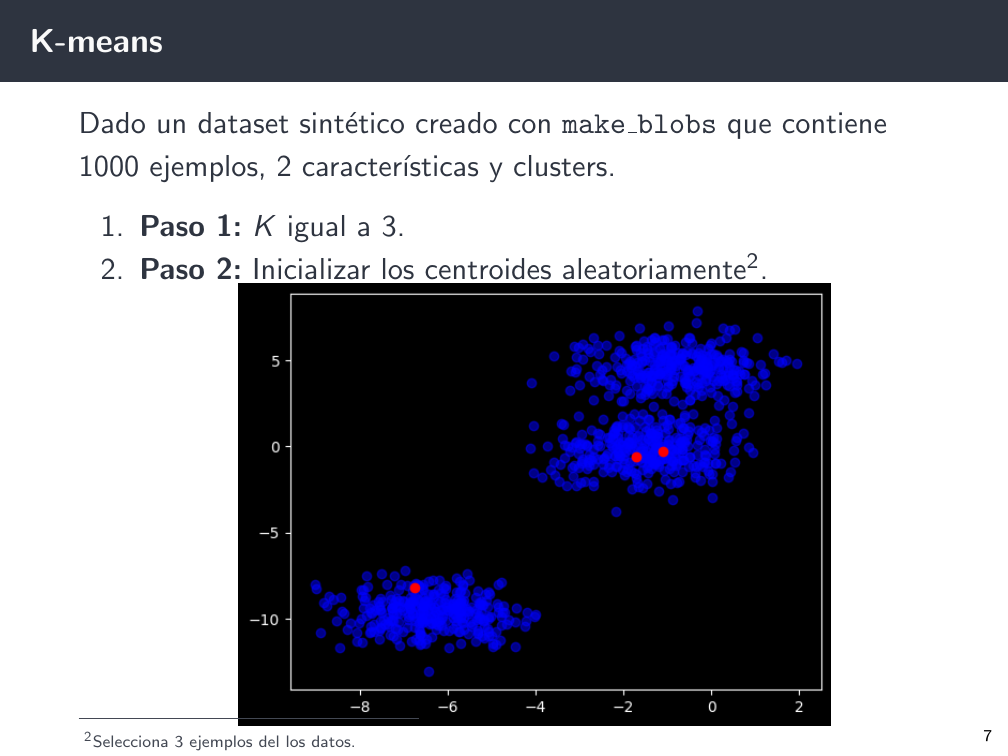 K-means
Dado un dataset sintético creado con make_blobs que contiene
1000 ejemplos, 2 características y clusters.
1. Paso 1: K igual a 3.
2. Paso 2: Inicializar los centroides aleatoriamente².
5
0
−5
−10
−8 −6 −4 −2 0 2
²Selecciona 3 ejemplos del los datos.
7